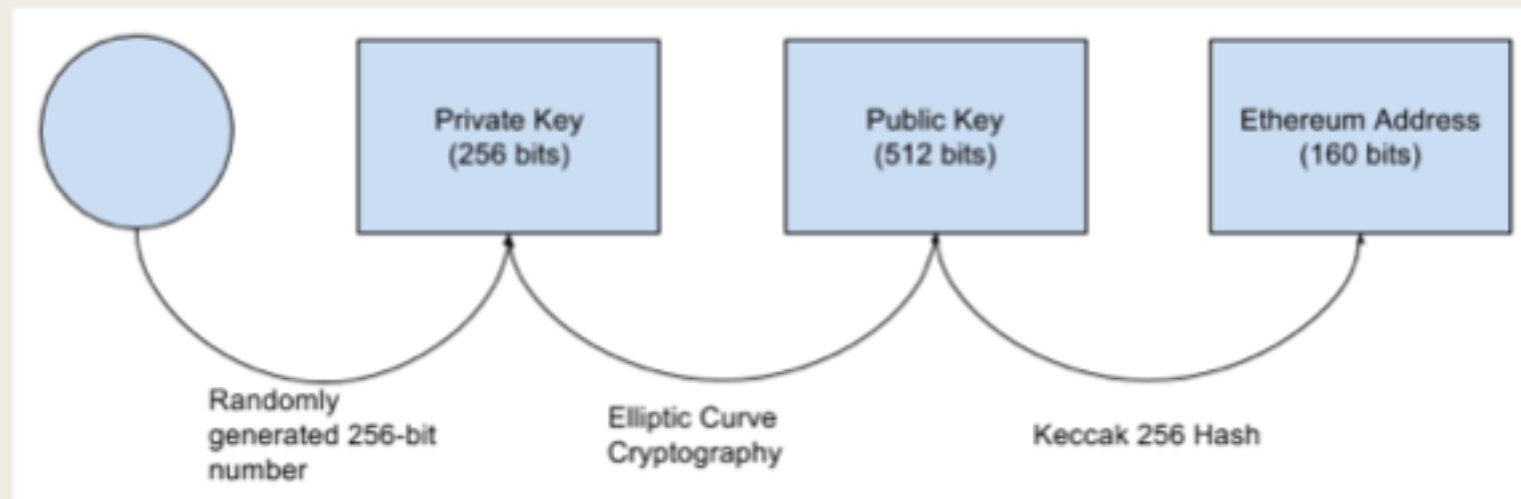 Private Key
(256 bits)
Public Key
(512 bits)
Ethereum Address
(160 bits)
Randomly
generated 256-bit
number
Elliptic Curve
Cryptography
Keccak 256 Hash